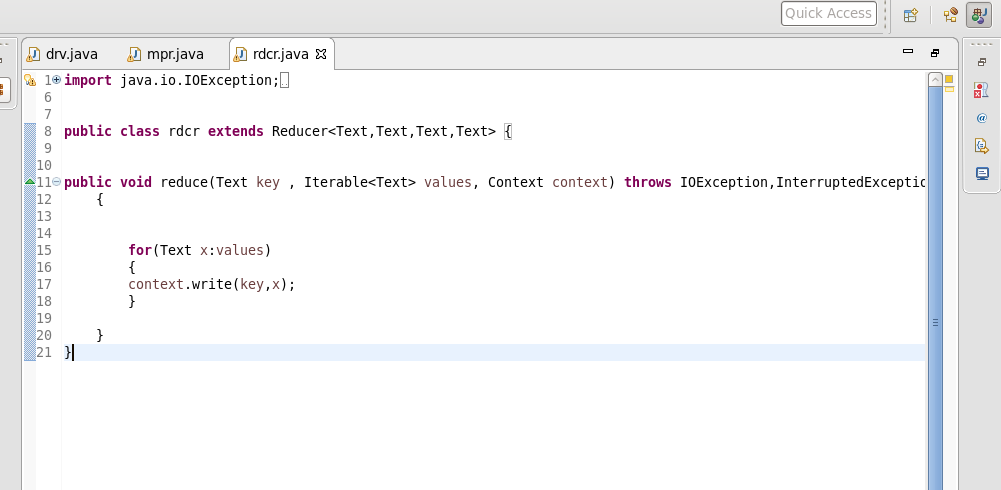 Quick Access
drv.java mpr.java rdcr.java
1 import java.io.IOException;
6
7
8 public class rdcr extends Reducer<Text,Text,Text,Text> {
9
10
11 public void reduce(Text key , Iterable<Text> values, Context context) throws IOException,InterruptedExceptio
12 {
13
14
15 for(Text x:values)
16 {
17 context.write(key,x);
18 }
19
20 }
21 }